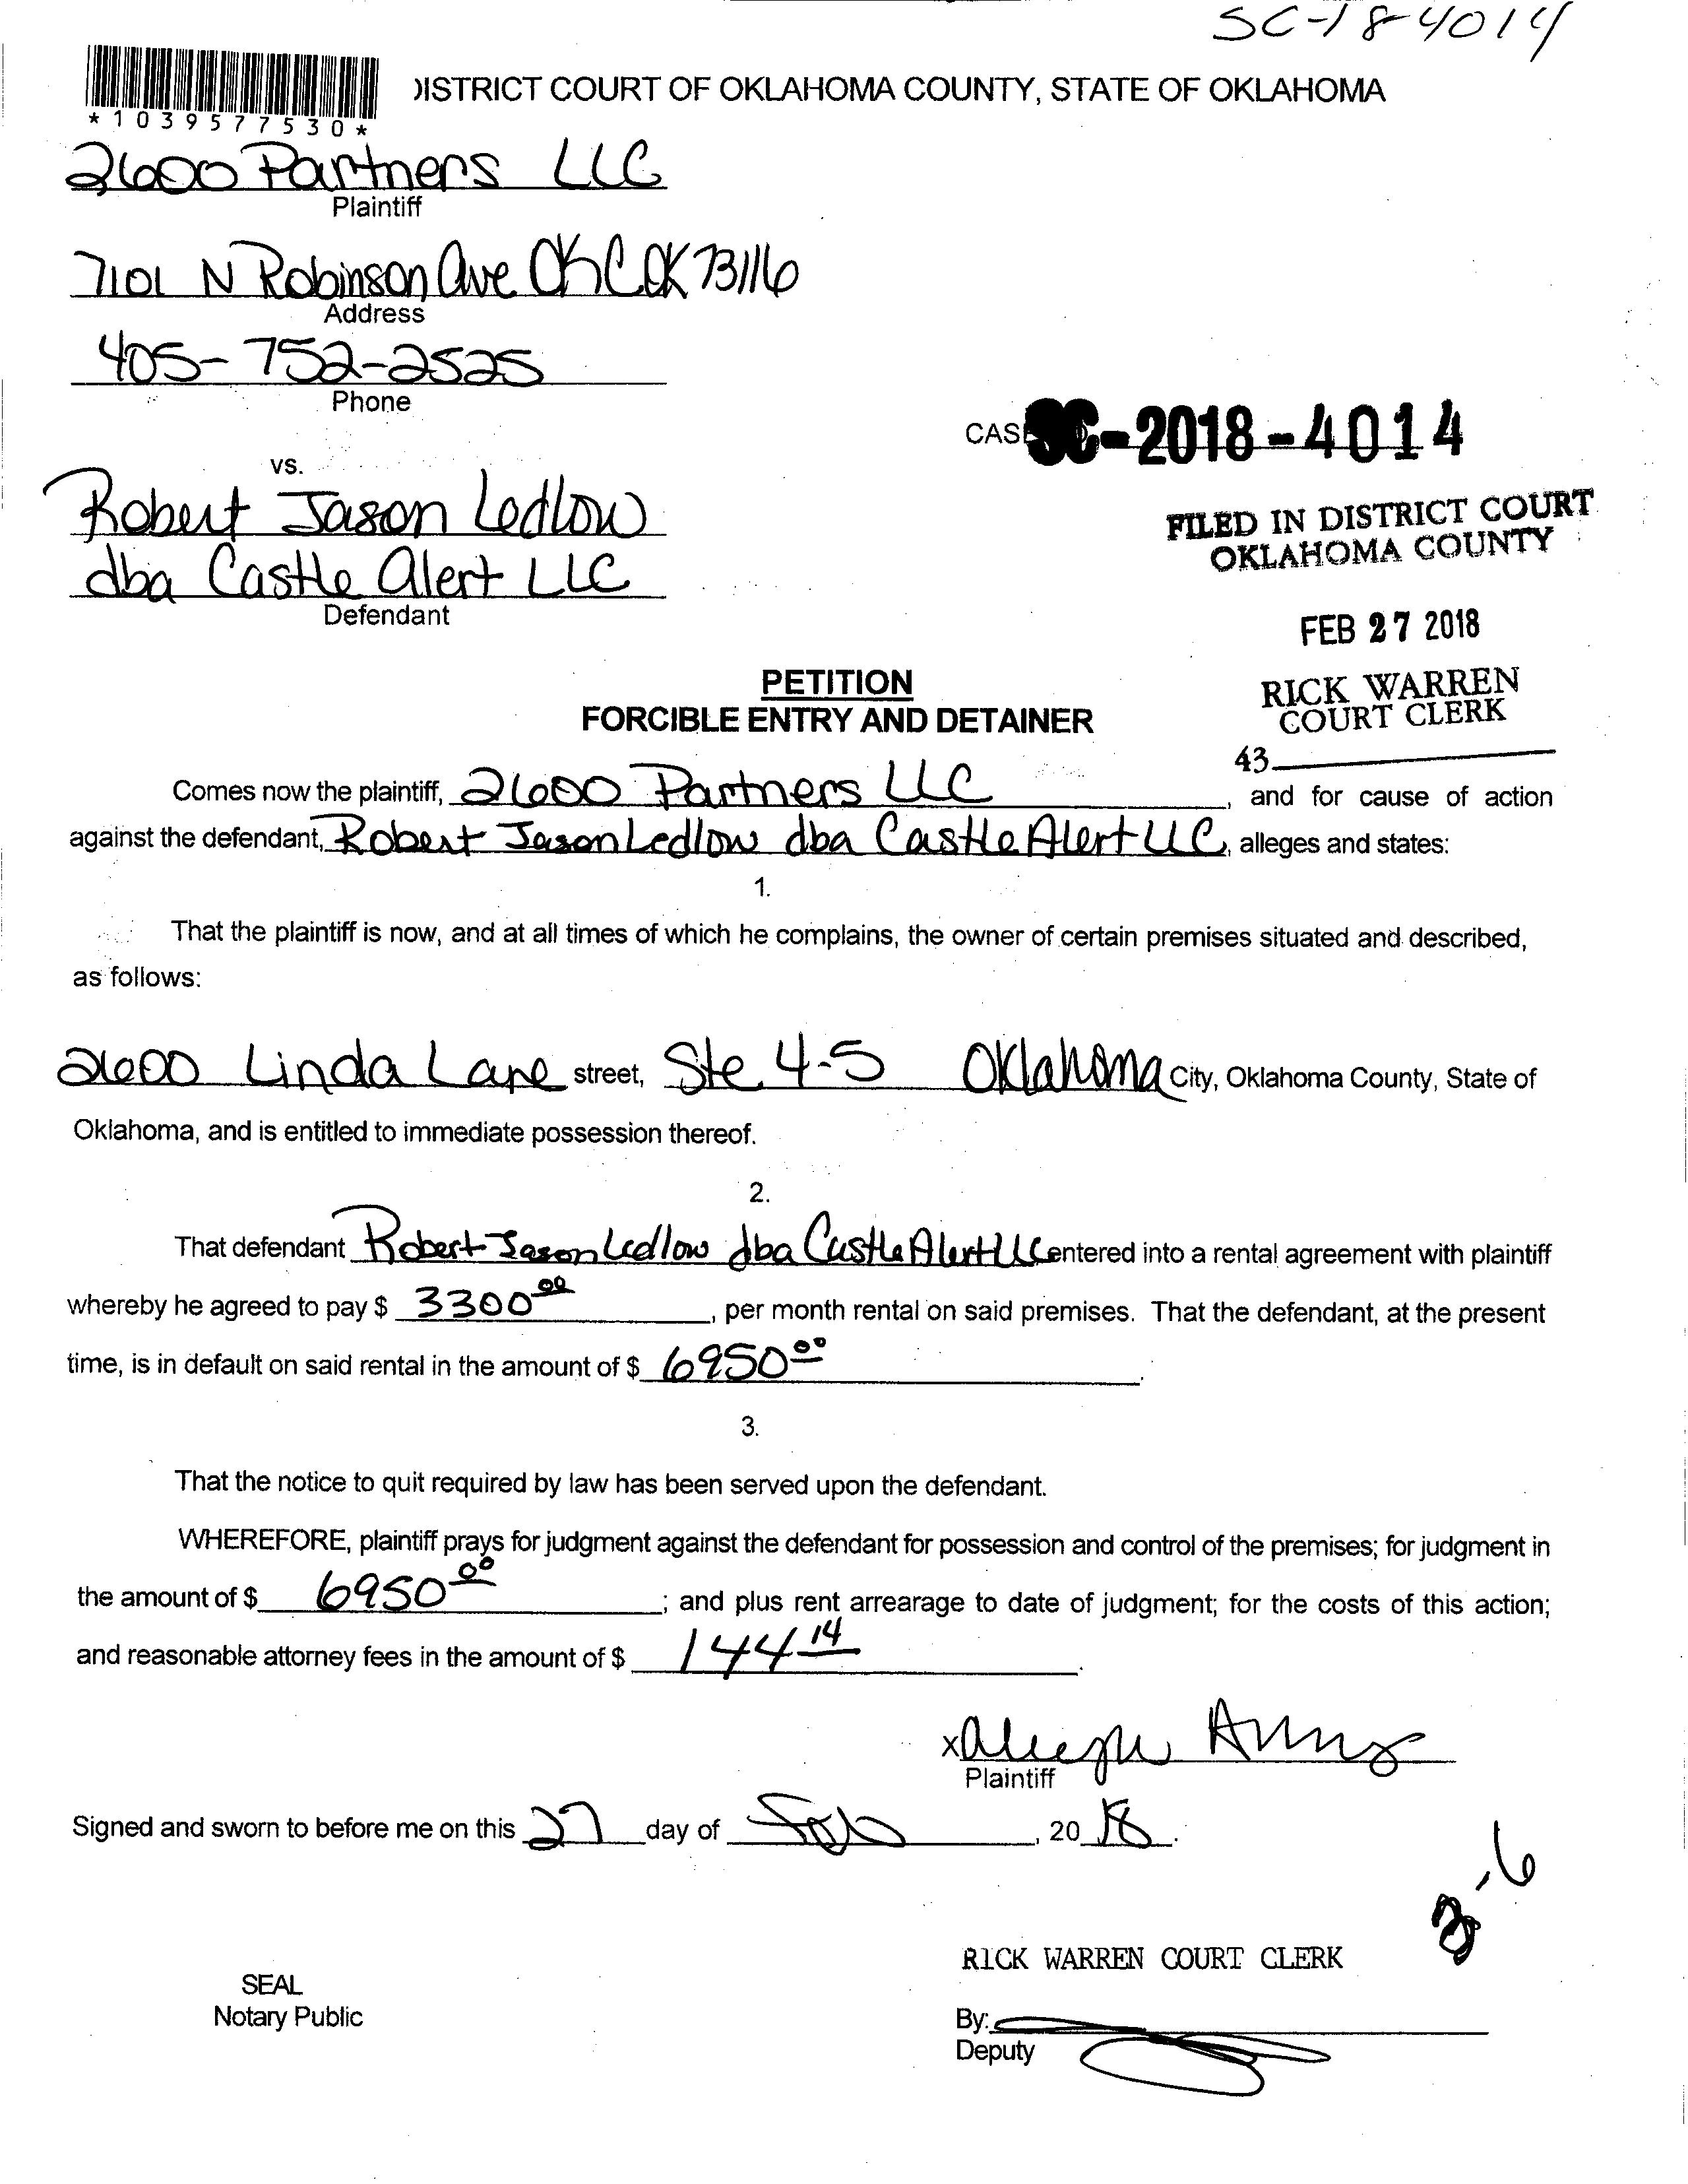 SC-18-4014
*1039577530*
DISTRICT COURT OF OKLAHOMA COUNTY, STATE OF OKLAHOMA
2600 Partners LLC
Plaintiff
7101 N Robinson Ave OKC OK 73116
Address
405-752-2525
Phone
CASE SC-2018-4014
vs.
Robert Jason Ledlow
dba Castle Alert LLC
Defendant
FILED IN DISTRICT COURT
OKLAHOMA COUNTY
FEB 27 2018
RICK WARREN
COURT CLERK
43
PETITION
FORCIBLE ENTRY AND DETAINER
Comes now the plaintiff, 2600 Partners LLC, and for cause of action
against the defendant, Robert Jason Ledlow dba Castle Alert LLC, alleges and states:
1.
That the plaintiff is now, and at all times of which he complains, the owner of certain premises situated and described,
as follows:
2600 Linda Lane street, Ste 4-5 Oklahoma City, Oklahoma County, State of
Oklahoma, and is entitled to immediate possession thereof.
2.
That defendant Robert Jason Ledlow dba Castle Alert LLC entered into a rental agreement with plaintiff
whereby he agreed to pay $ 3300 00, per month rental on said premises. That the defendant, at the present
time, is in default on said rental in the amount of $ 6950 00.
3.
That the notice to quit required by law has been served upon the defendant.
WHEREFORE, plaintiff prays for judgment against the defendant for possession and control of the premises; for judgment in
the amount of $ 6950 00; and plus rent arrearage to date of judgment; for the costs of this action;
and reasonable attorney fees in the amount of $ 144 14.
x
Plaintiff
Signed and sworn to before me on this 27 day of Feb, 2018.
3-6
RICK WARREN COURT CLERK
SEAL
Notary Public
By:
Deputy